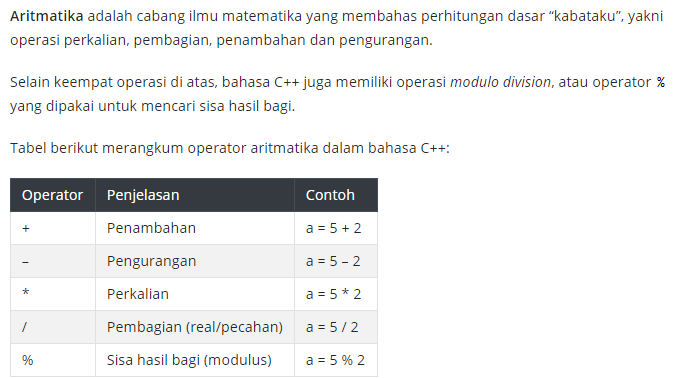 Aritmatika adalah cabang ilmu matematika yang membahas perhitungan dasar “kabataku”, yakni
operasi perkalian, pembagian, penambahan dan pengurangan.
Selain keempat operasi di atas, bahasa C++ juga memiliki operasi modulo division, atau operator %
yang dipakai untuk mencari sisa hasil bagi.
Tabel berikut merangkum operator aritmatika dalam bahasa C++:
Operator Penjelasan Contoh
+ Penambahan a = 5 + 2
– Pengurangan a = 5 – 2
* Perkalian a = 5 * 2
/ Pembagian (real/pecahan) a = 5 / 2
% Sisa hasil bagi (modulus) a = 5 % 2